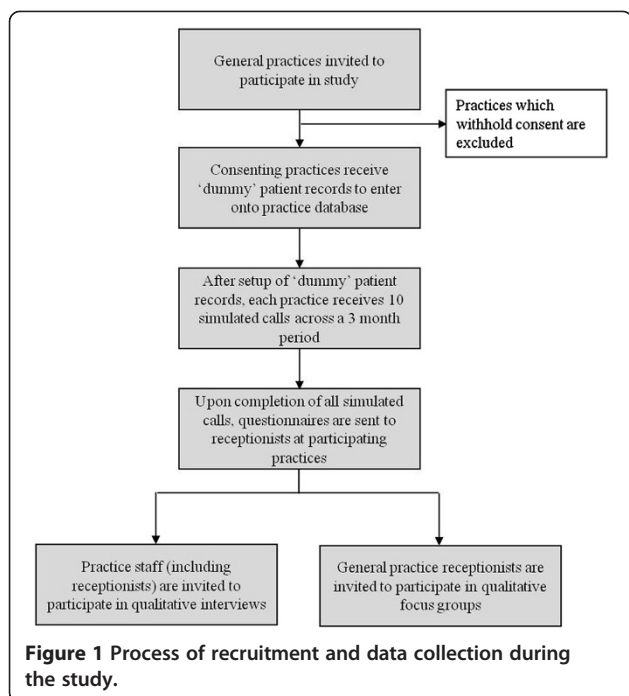 General practices invited to
participate in study
Practices which
withhold consent are
excluded
Consenting practices receive
‘dummy’ patient records to enter
onto practice database
After setup of ‘dummy’ patient
records, each practice receives 10
simulated calls across a 3 month
period
Upon completion of all simulated
calls, questionnaires are sent to
receptionists at participating
practices
Practice staff (including
receptionists) are invited to
participate in qualitative interviews
General practice receptionists are
invited to participate in qualitative
focus groups
Figure 1 Process of recruitment and data collection during
the study.